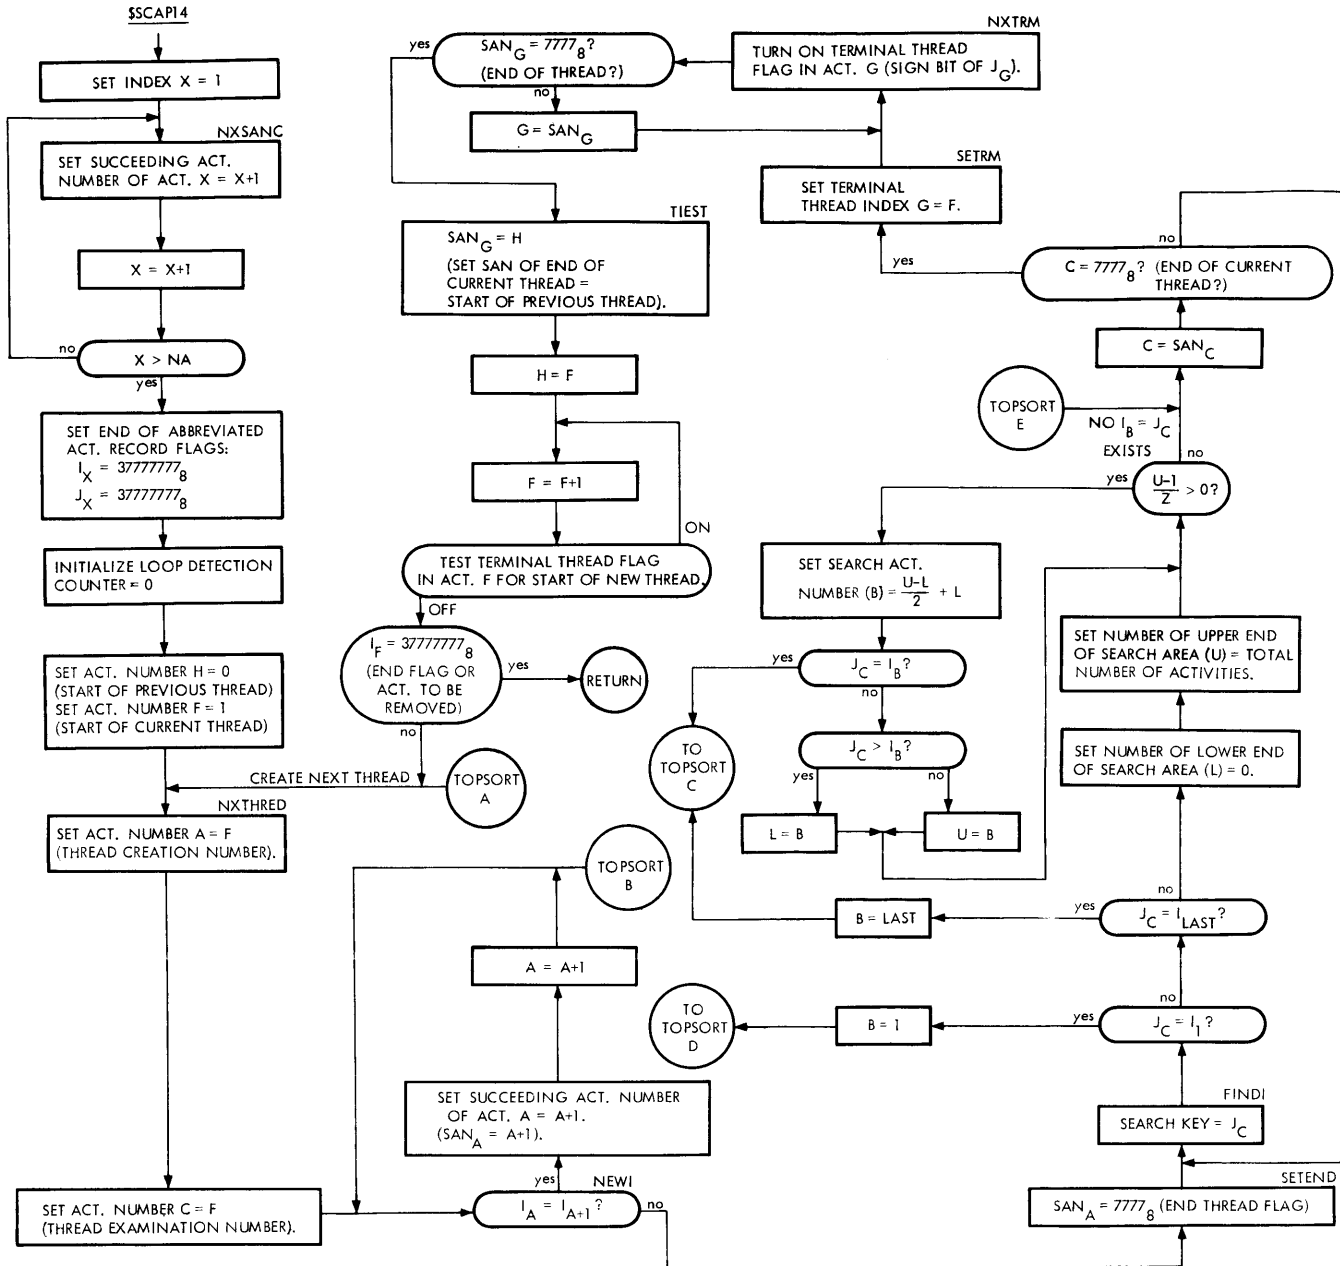 $SCAP14
SET INDEX X = 1
NXSANC
SET SUCCEEDING ACT.
NUMBER OF ACT. X = X+1
X = X+1
no
X > NA
yes
SET END OF ABBREVIATED
ACT. RECORD FLAGS:
I_X = 37777777_8
J_X = 37777777_8
INITIALIZE LOOP DETECTION
COUNTER = 0
SET ACT. NUMBER H = 0
(START OF PREVIOUS THREAD)
SET ACT. NUMBER F = 1
(START OF CURRENT THREAD)
CREATE NEXT THREAD
NXTHRED
SET ACT. NUMBER A = F
(THREAD CREATION NUMBER).
SET ACT. NUMBER C = F
(THREAD EXAMINATION NUMBER).
yes
SAN_G = 7777_8?
(END OF THREAD?)
no
G = SAN_G
TIEST
SAN_G = H
(SET SAN OF END OF
CURRENT THREAD =
START OF PREVIOUS THREAD).
H = F
F = F+1
ON
TEST TERMINAL THREAD FLAG
IN ACT. F FOR START OF NEW THREAD.
OFF
I_F = 37777777_8
(END FLAG OR
ACT. TO BE
REMOVED)
yes
RETURN
no
TOPSORT
A
TOPSORT
B
A = A+1
SET SUCCEEDING ACT. NUMBER
OF ACT. A = A+1.
(SAN_A = A+1).
yes
NEWI
I_A = I_A+1?
no
NXTRM
TURN ON TERMINAL THREAD
FLAG IN ACT. G (SIGN BIT OF J_G).
SETRM
SET TERMINAL
THREAD INDEX G = F.
yes
no
C = 7777_8? (END OF CURRENT
THREAD?)
C = SAN_C
TOPSORT
E
NO I_B = J_C
EXISTS
no
yes
U-1
Z
> 0?
SET SEARCH ACT.
NUMBER (B) = U-L
2
+ L
yes
J_C = I_B?
no
J_C > I_B?
yes
no
TO
TOPSORT
C
L = B
U = B
SET NUMBER OF UPPER END
OF SEARCH AREA (U) = TOTAL
NUMBER OF ACTIVITIES.
SET NUMBER OF LOWER END
OF SEARCH AREA (L) = 0.
no
B = LAST
yes
J_C = I_LAST?
no
TO
TOPSORT
D
B = 1
yes
J_C = I_1?
FINDI
SEARCH KEY = J_C
SETEND
SAN_A = 7777_8 (END THREAD FLAG)